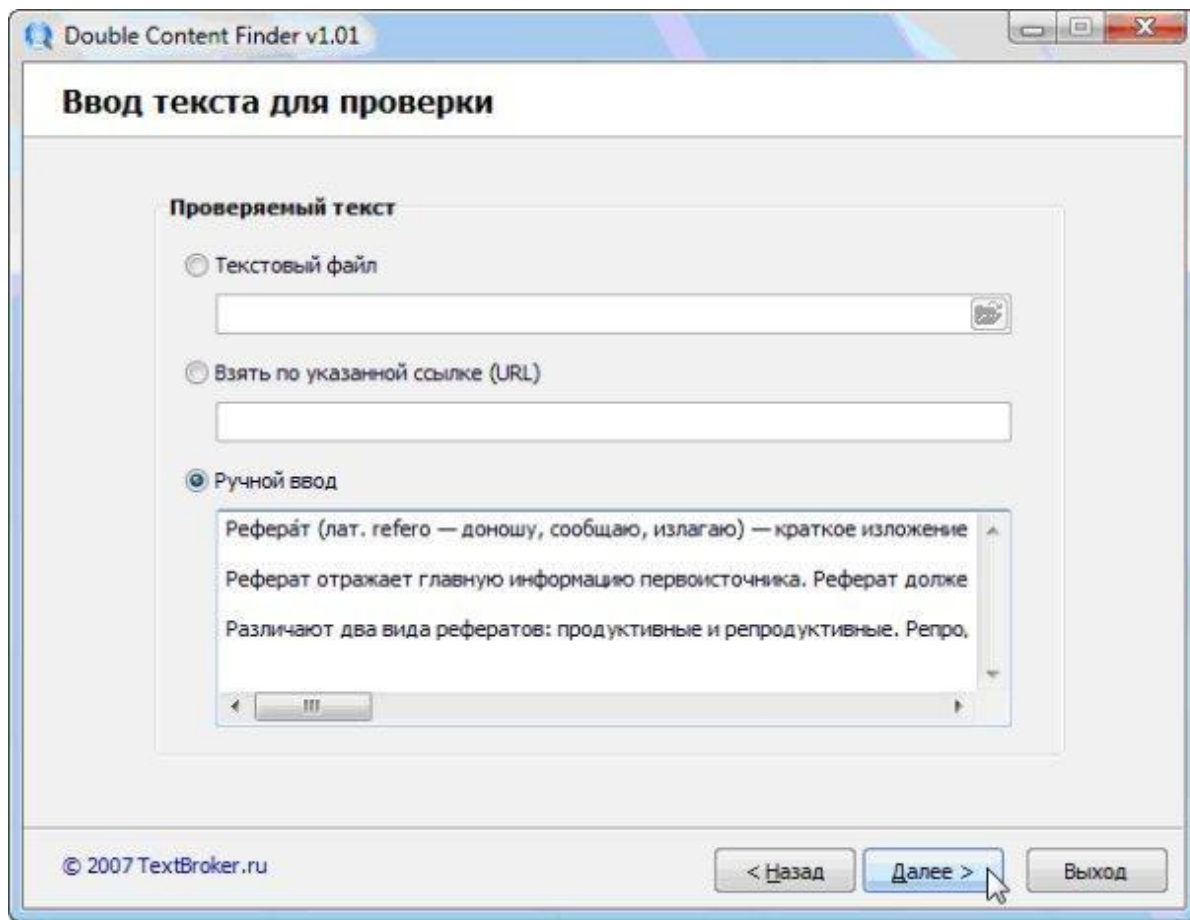 Double Content Finder v1.01
Ввод текста для проверки
Проверяемый текст
Текстовый файл
Взять по указанной ссылке (URL)
Ручной ввод
Рефера́т (лат. refero — доношу, сообщаю, излагаю) — краткое изложение
Реферат отражает главную информацию первоисточника. Реферат долже
Различают два вида рефератов: продуктивные и репродуктивные. Репро
© 2007 TextBroker.ru
< Назад
Далее >
Выход